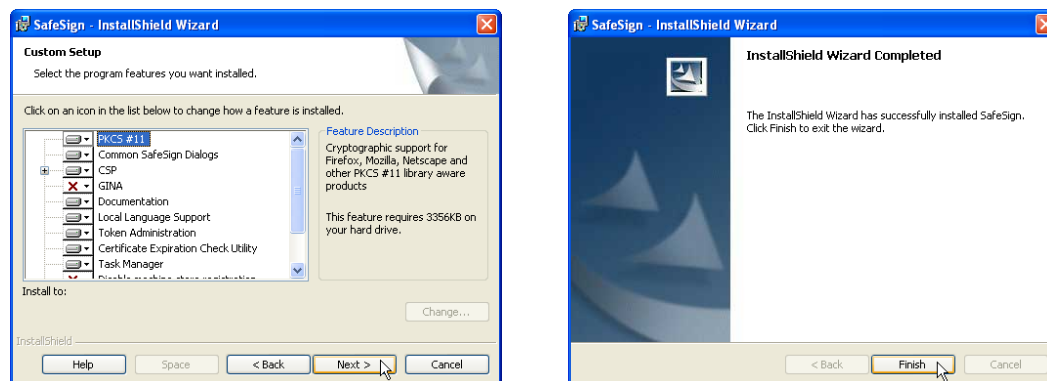 SafeSign - InstallShield Wizard
Custom Setup
Select the program features you want installed.
Click on an icon in the list below to change how a feature is installed.
PKCS #11
Common SafeSign Dialogs
CSP
GINA
Documentation
Local Language Support
Token Administration
Certificate Expiration Check Utility
Task Manager
Feature Description
Cryptographic support for
Firefox, Mozilla, Netscape and
other PKCS #11 library aware
products
This feature requires 3356KB on
your hard drive.
Install to:
Change...
InstallShield
Help
Space
< Back
Next >
Cancel
SafeSign - InstallShield Wizard
InstallShield Wizard Completed
The InstallShield Wizard has successfully installed SafeSign.
Click Finish to exit the wizard.
< Back
Finish
Cancel